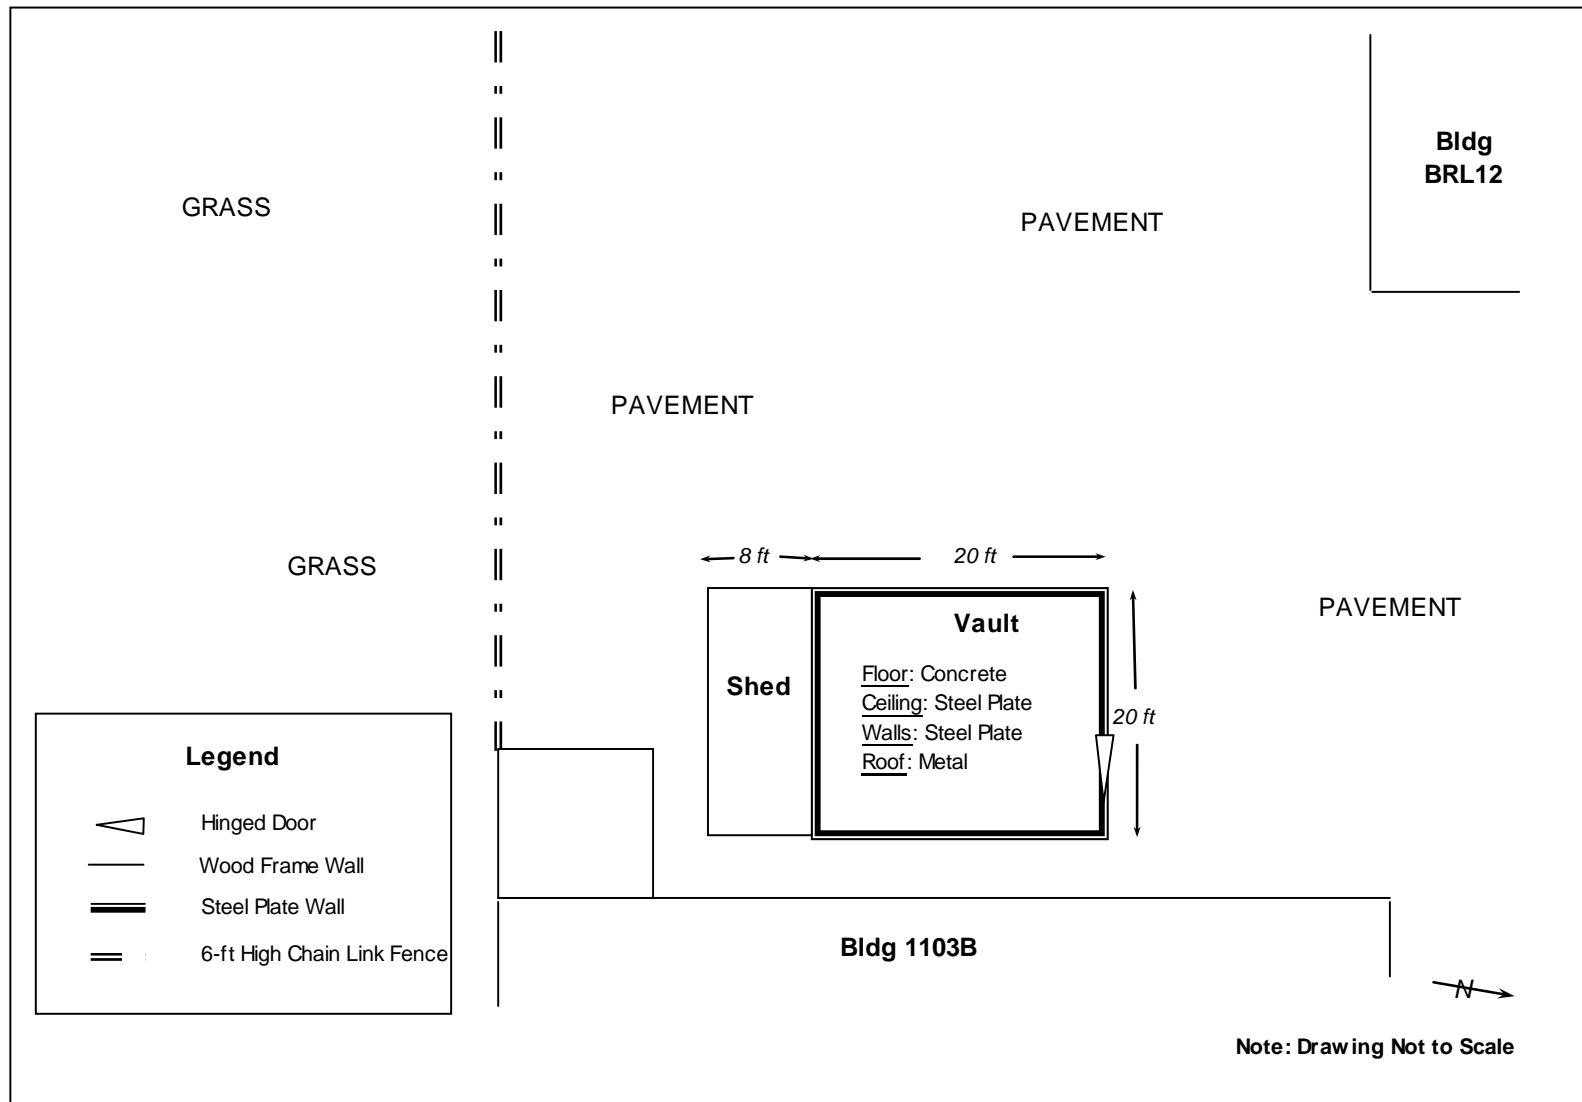 Bldg
BRL12
GRASS
PAVEMENT
PAVEMENT
8 ft
20 ft
GRASS
PAVEMENT
Vault
Shed
Floor: Concrete
Ceiling: Steel Plate
Walls: Steel Plate
Roof: Metal
20 ft
Legend
Hinged Door
Wood Frame Wall
Steel Plate Wall
6-ft High Chain Link Fence
Bldg 1103B
N
Note: Drawing Not to Scale